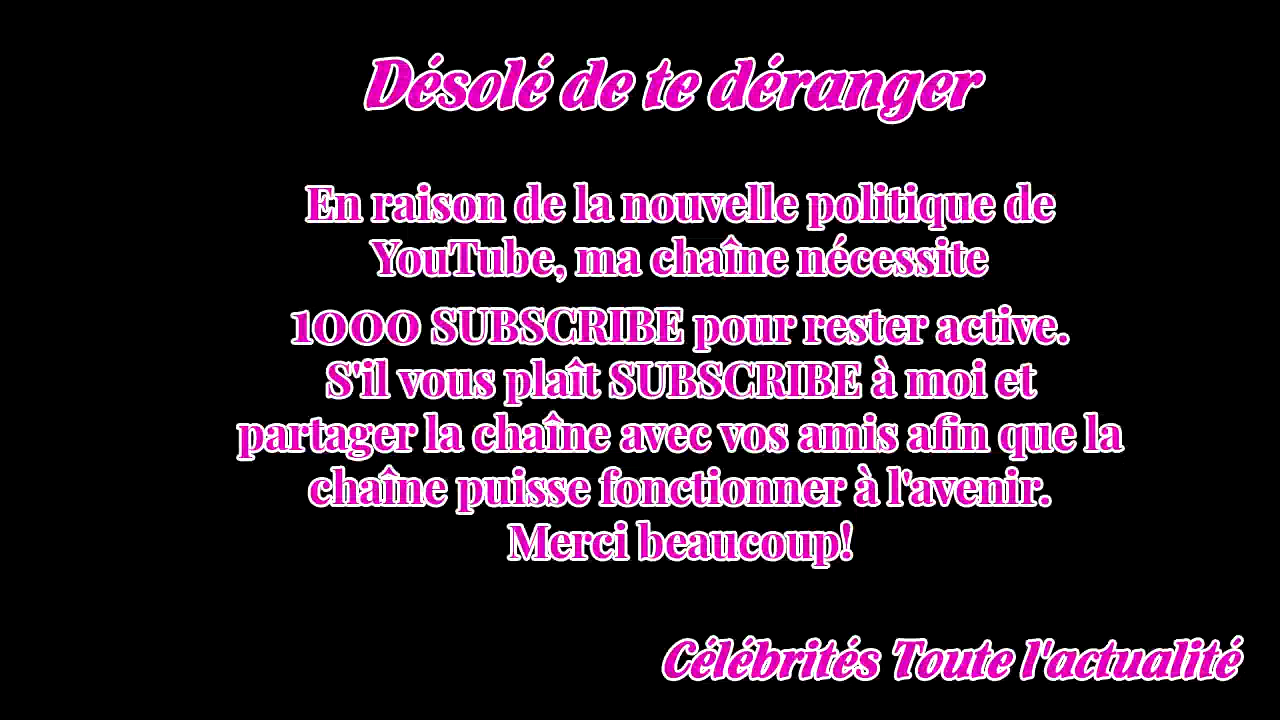 Désolé de te déranger
En raison de la nouvelle politique de
YouTube, ma chaîne nécessite
1000 SUBSCRIBE pour rester active.
S'il vous plaît SUBSCRIBE à moi et
partager la chaîne avec vos amis afin que la
chaîne puisse fonctionner à l'avenir.
Merci beaucoup!
Célébrités Toute l'actualité